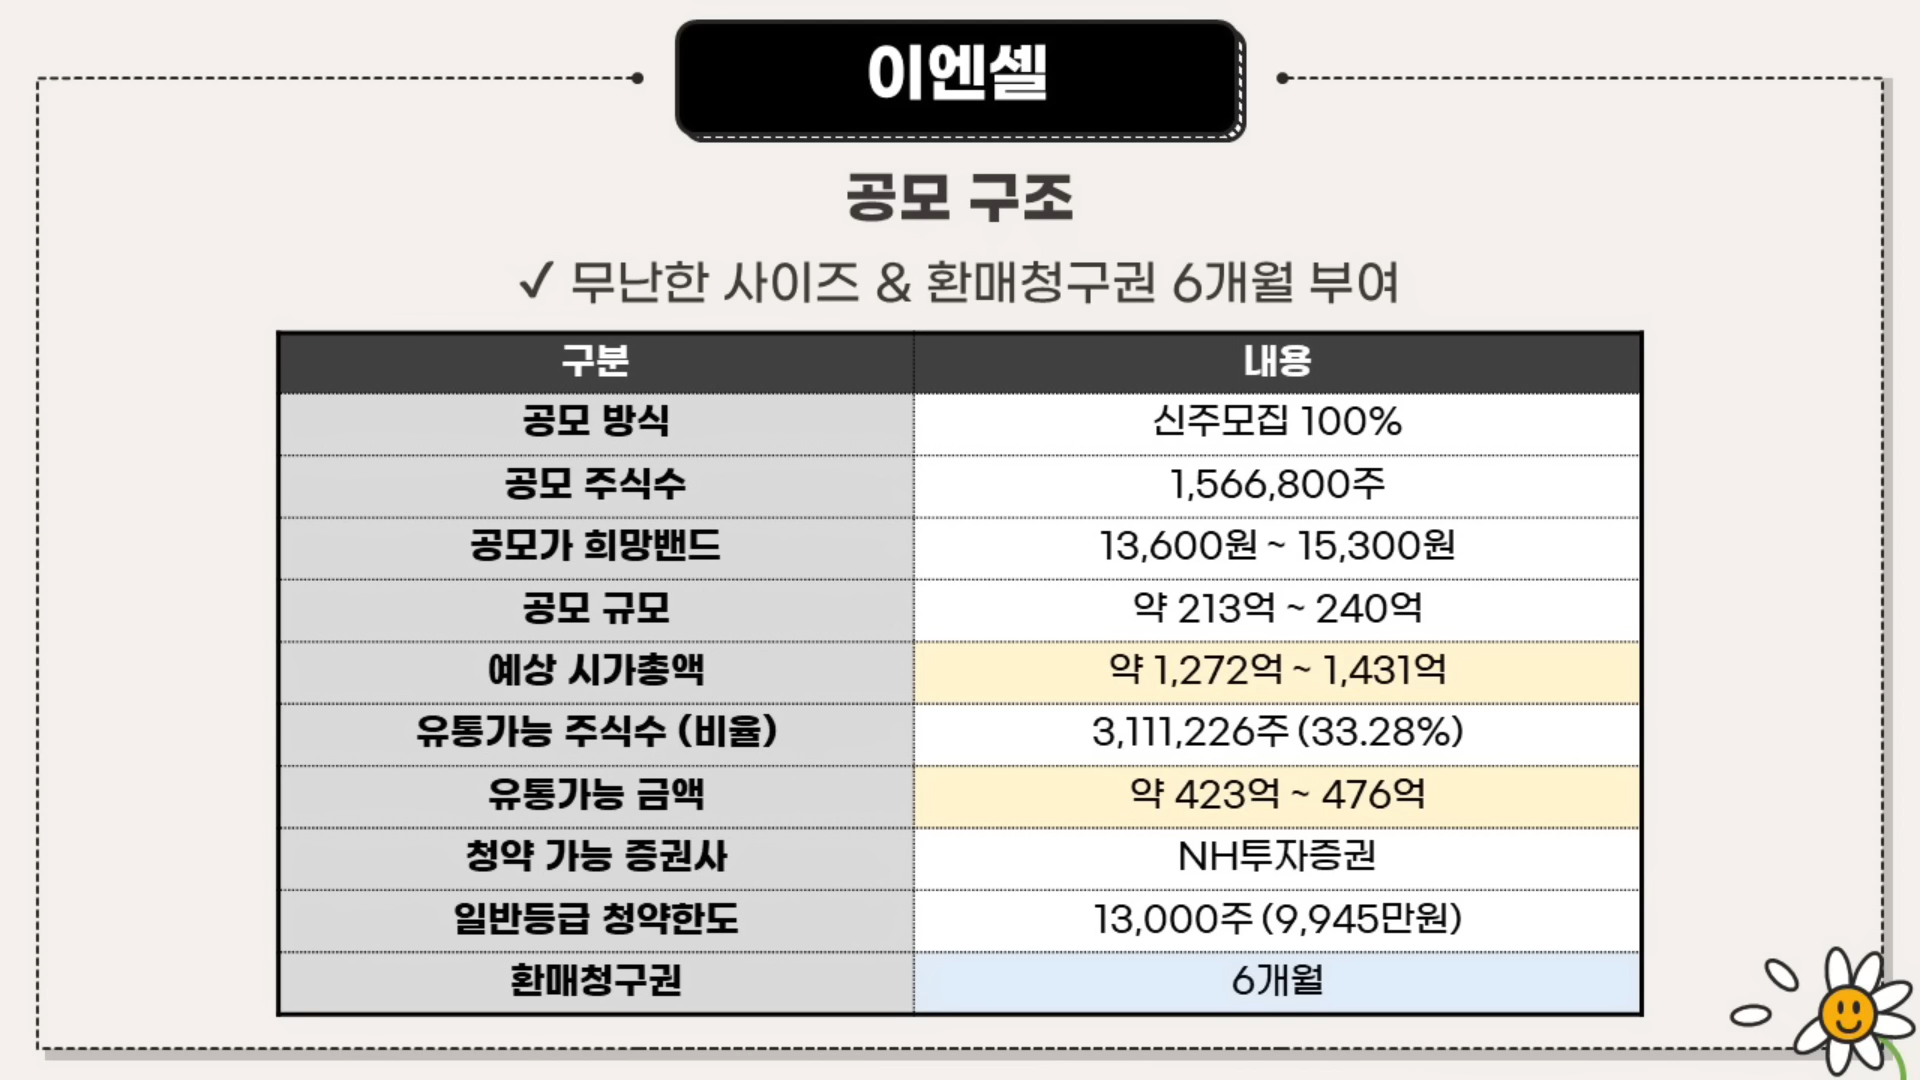 이엔셀
공모 구조
✓ 무난한 사이즈 & 환매청구권 6개월 부여
구분 내용
공모 방식 신주모집 100%
공모 주식수 1,566,800주
공모가 희망밴드 13,600원 ~ 15,300원
공모 규모 약 213억 ~ 240억
예상 시가총액 약 1,272억 ~ 1,431억
유통가능 주식수 (비율) 3,111,226주 (33.28%)
유통가능 금액 약 423억 ~ 476억
청약 가능 증권사 NH투자증권
일반등급 청약한도 13,000주 (9,945만원)
환매청구권 6개월